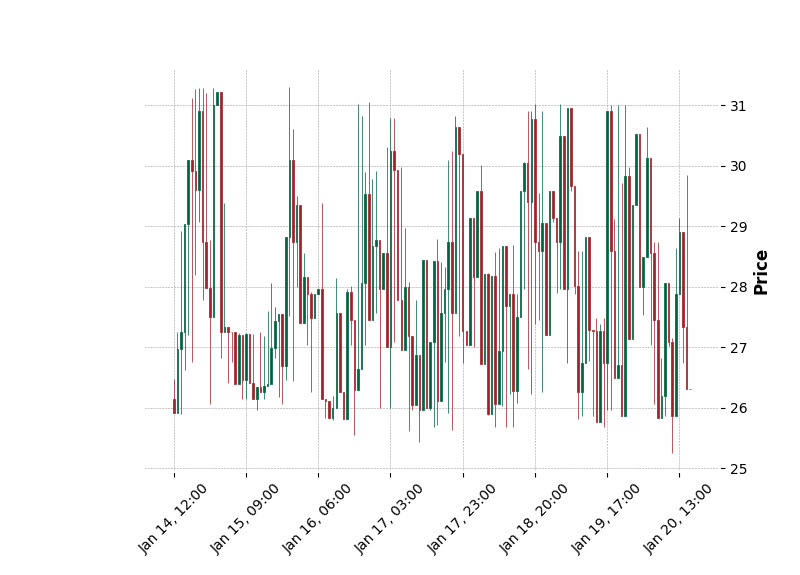 31
30
29
28
27
26
25
Price
Jan 14, 12:00
Jan 15, 09:00
Jan 16, 06:00
Jan 17, 03:00
Jan 17, 23:00
Jan 18, 20:00
Jan 19, 17:00
Jan 20, 13:00